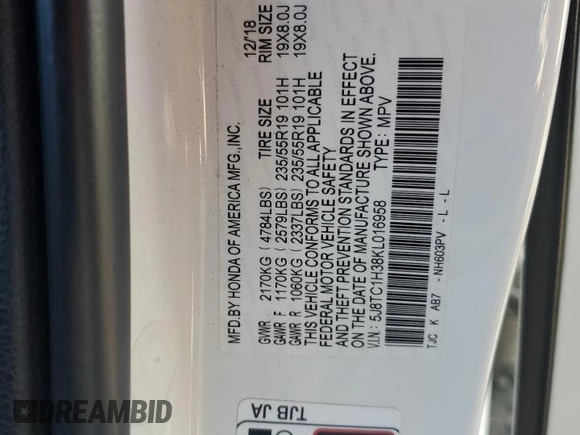 MFD.BY HONDA OF AMERICA MFG.,INC. 12/'18
GVWR 2170KG (4784LBS) TIRE SIZE RIM SIZE
GAWR F 1170KG (2579LBS) 235/55R19 101H 19X8.0J
GAWR R 1060KG (2337LBS) 235/55R19 101H 19X8.0J
THIS VEHICLE CONFORMS TO ALL APPLICABLE
FEDERAL MOTOR VEHICLE SAFETY
AND THEFT PREVENTION STANDARDS IN EFFECT
ON THE DATE OF MANUFACTURE SHOWN ABOVE.
V.I.N.: 5J8TC1H38KL016958 TYPE: MPV
TJC K AB7 - NH603PV - L - L
TJB JA
DREAMBID